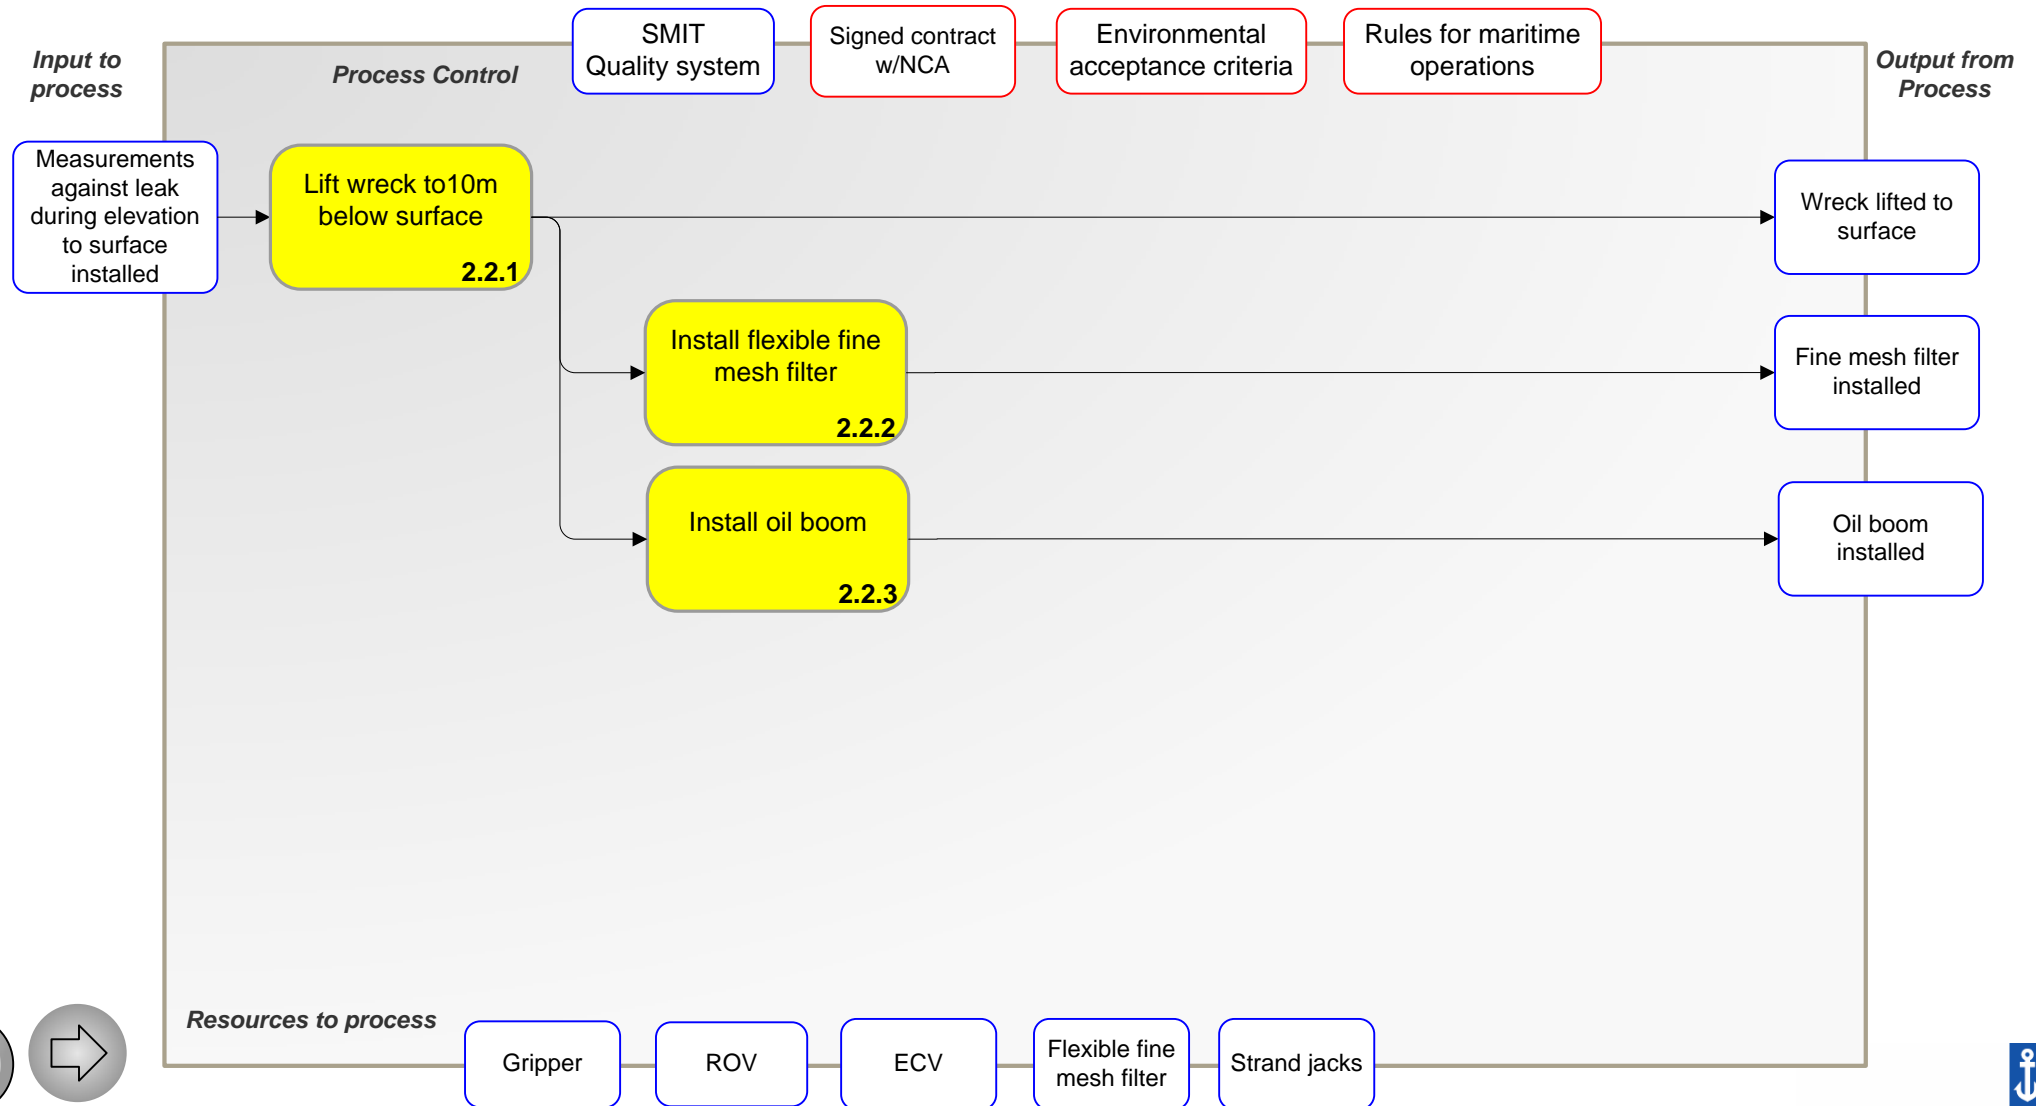 Input to
process
Process Control
SMIT
Quality system
Signed contract
w/NCA
Environmental
acceptance criteria
Rules for maritime
operations
Output from
Process
Measurements
against leak
during elevation
to surface
installed
Lift wreck to10m
below surface
2.2.1
Wreck lifted to
surface
Install flexible fine
mesh filter
2.2.2
Fine mesh filter
installed
Install oil boom
2.2.3
Oil boom
installed
Resources to process
Gripper
ROV
ECV
Flexible fine
mesh filter
Strand jacks